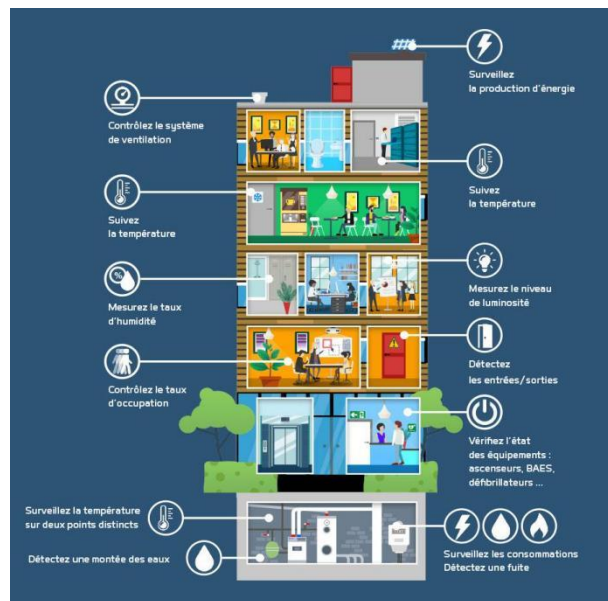 Surveillez
la production d'énergie
Contrôlez le système
de ventilation
Suivez
la température
Suivez
la température
Mesurez le taux
d'humidité
Mesurez le niveau
de luminosité
Détectez
les entrées/sorties
Contrôlez le taux
d'occupation
Vérifiez l'état
des équipements :
ascenseurs, BAES,
défibrillateurs ...
Surveillez la température
sur deux points distincts
Détectez une montée des eaux
Surveillez les consommations
Détectez une fuite